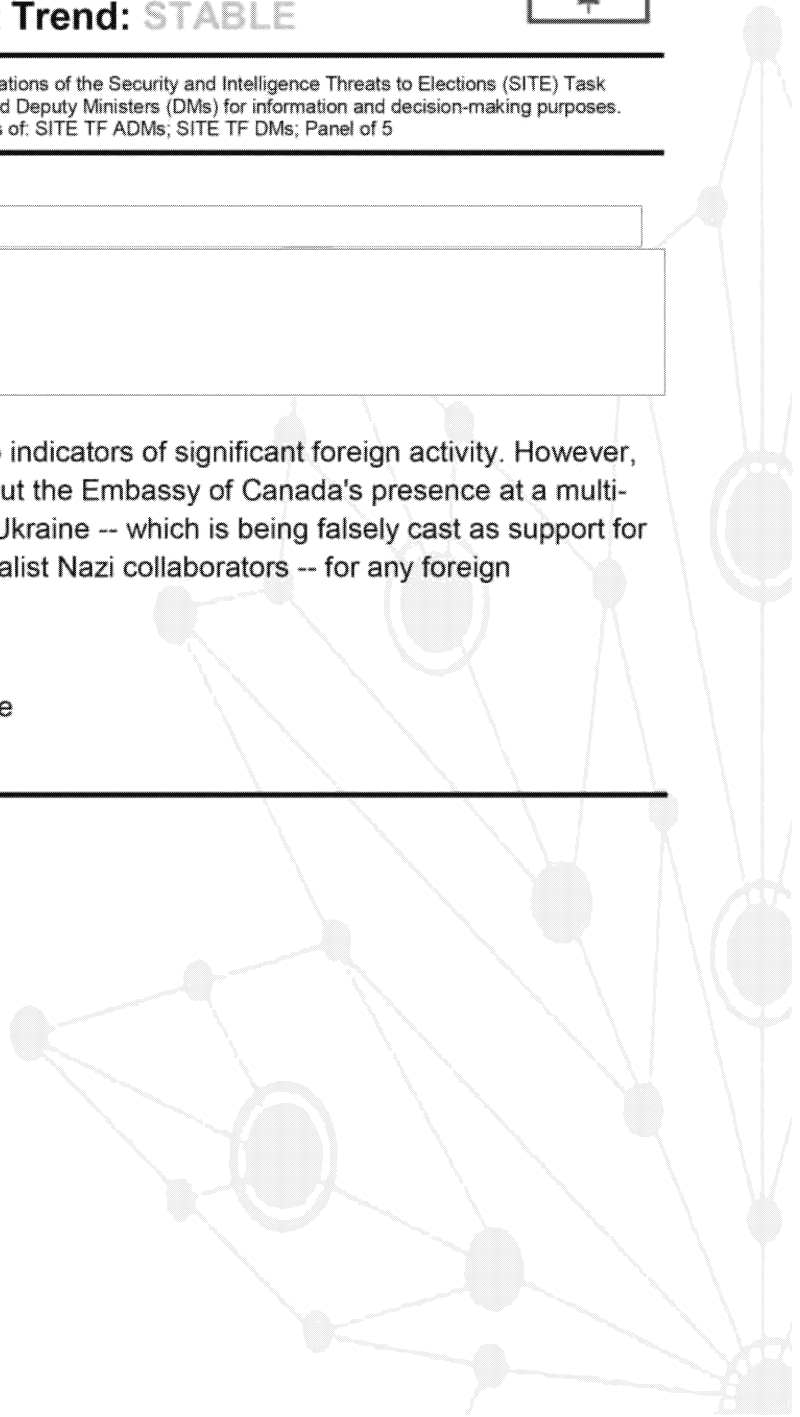 Trend: STABLE
ations of the Security and Intelligence Threats to Elections (SITE) Task
d Deputy Ministers (DMs) for information and decision-making purposes.
s of: SITE TF ADMs; SITE TF DMs; Panel of 5
indicators of significant foreign activity. However,
ut the Embassy of Canada's presence at a multi-
Ukraine -- which is being falsely cast as support for
alist Nazi collaborators -- for any foreign
e